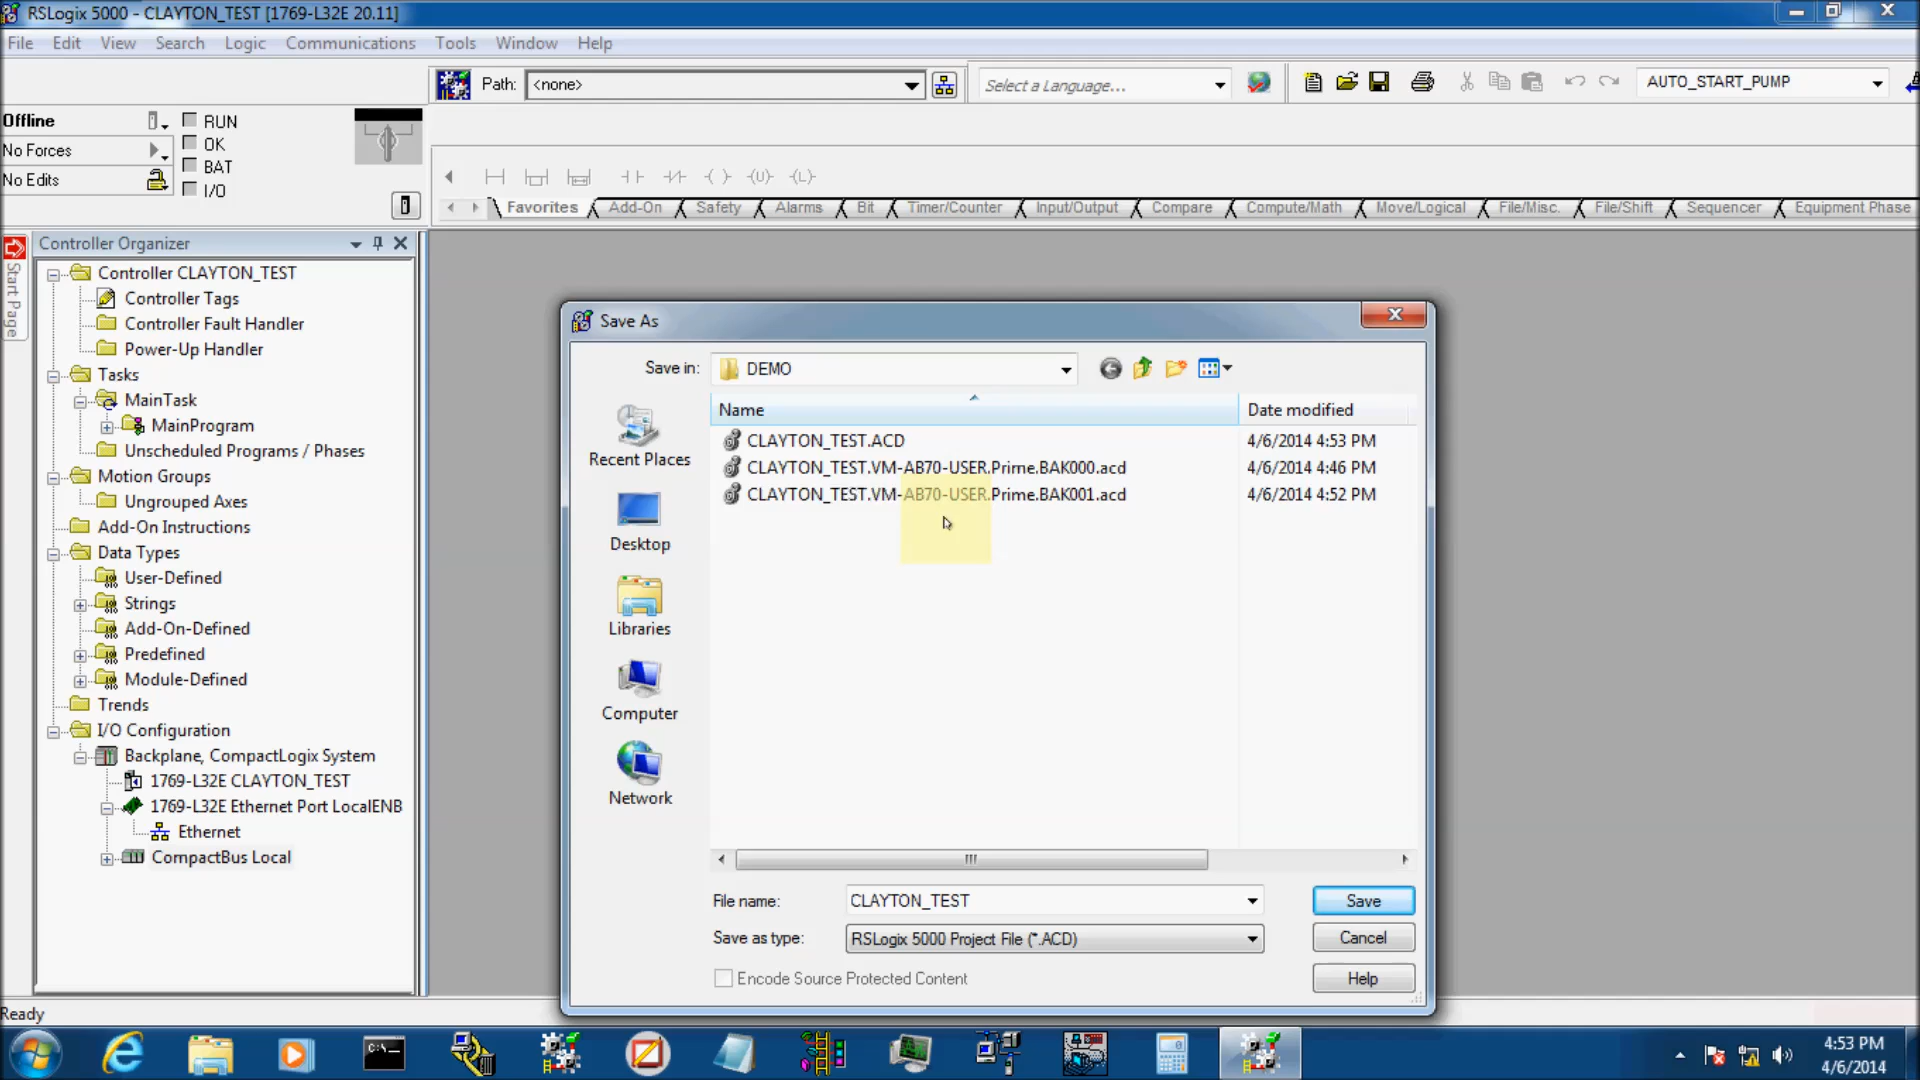 RSLogix 5000 - CLAYTON_TEST [1769-L32E 20.11]
File Edit View Search Logic Communications Tools Window Help
Path: <none> Select a Language... AUTO_START_PUMP
Offline RUN
OK
No Forces
BAT
No Edits
I/O
Favorites Add-On Safety Alarms Bit Timer/Counter Input/Output Compare Compute/Math Move/Logical File/Misc. File/Shift Sequencer Equipment Phase
Start Page
Controller Organizer
Controller CLAYTON_TEST
Controller Tags
Controller Fault Handler
Power-Up Handler
Tasks
MainTask
MainProgram
Unscheduled Programs / Phases
Motion Groups
Ungrouped Axes
Add-On Instructions
Data Types
User-Defined
Strings
Add-On-Defined
Predefined
Module-Defined
Trends
I/O Configuration
Backplane, CompactLogix System
1769-L32E CLAYTON_TEST
1769-L32E Ethernet Port LocalENB
Ethernet
CompactBus Local
Save As
Save in: DEMO
Recent Places
Desktop
Libraries
Computer
Network
Name Date modified
CLAYTON_TEST.ACD 4/6/2014 4:53 PM
CLAYTON_TEST.VM-AB70-USER.Prime.BAK000.acd 4/6/2014 4:46 PM
CLAYTON_TEST.VM-AB70-USER.Prime.BAK001.acd 4/6/2014 4:52 PM
File name: CLAYTON_TEST Save
Save as type: RSLogix 5000 Project File (*.ACD) Cancel
Encode Source Protected Content Help
Ready
C:\_
4:53 PM
4/6/2014